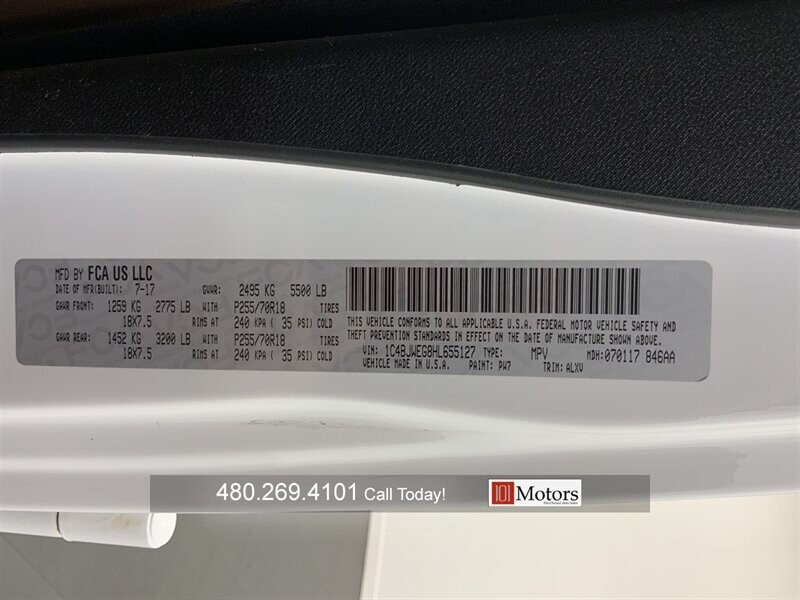 MFD BY FCA US LLC
DATE OF MFR(BUILT): 7-17 GVWR: 2495 KG 5500 LB
GAWR FRONT: 1259 KG 2775 LB WITH P255/70R18 TIRES
18X7.5 RIMS AT 240 KPA ( 35 PSI) COLD
GAWR REAR: 1452 KG 3200 LB WITH P255/70R18 TIRES
18X7.5 RIMS AT 240 KPA ( 35 PSI) COLD
THIS VEHICLE CONFORMS TO ALL APPLICABLE U.S.A. FEDERAL MOTOR VEHICLE SAFETY AND
THEFT PREVENTION STANDARDS IN EFFECT ON THE DATE OF MANUFACTURE SHOWN ABOVE.
VIN: 1C4BJWEG8HL655127 TYPE: MPV MDH: 070117 846AA
VEHICLE MADE IN U.S.A. PAINT: PW7 TRIM: ALXV
480.269.4101 Call Today!
101 Motors